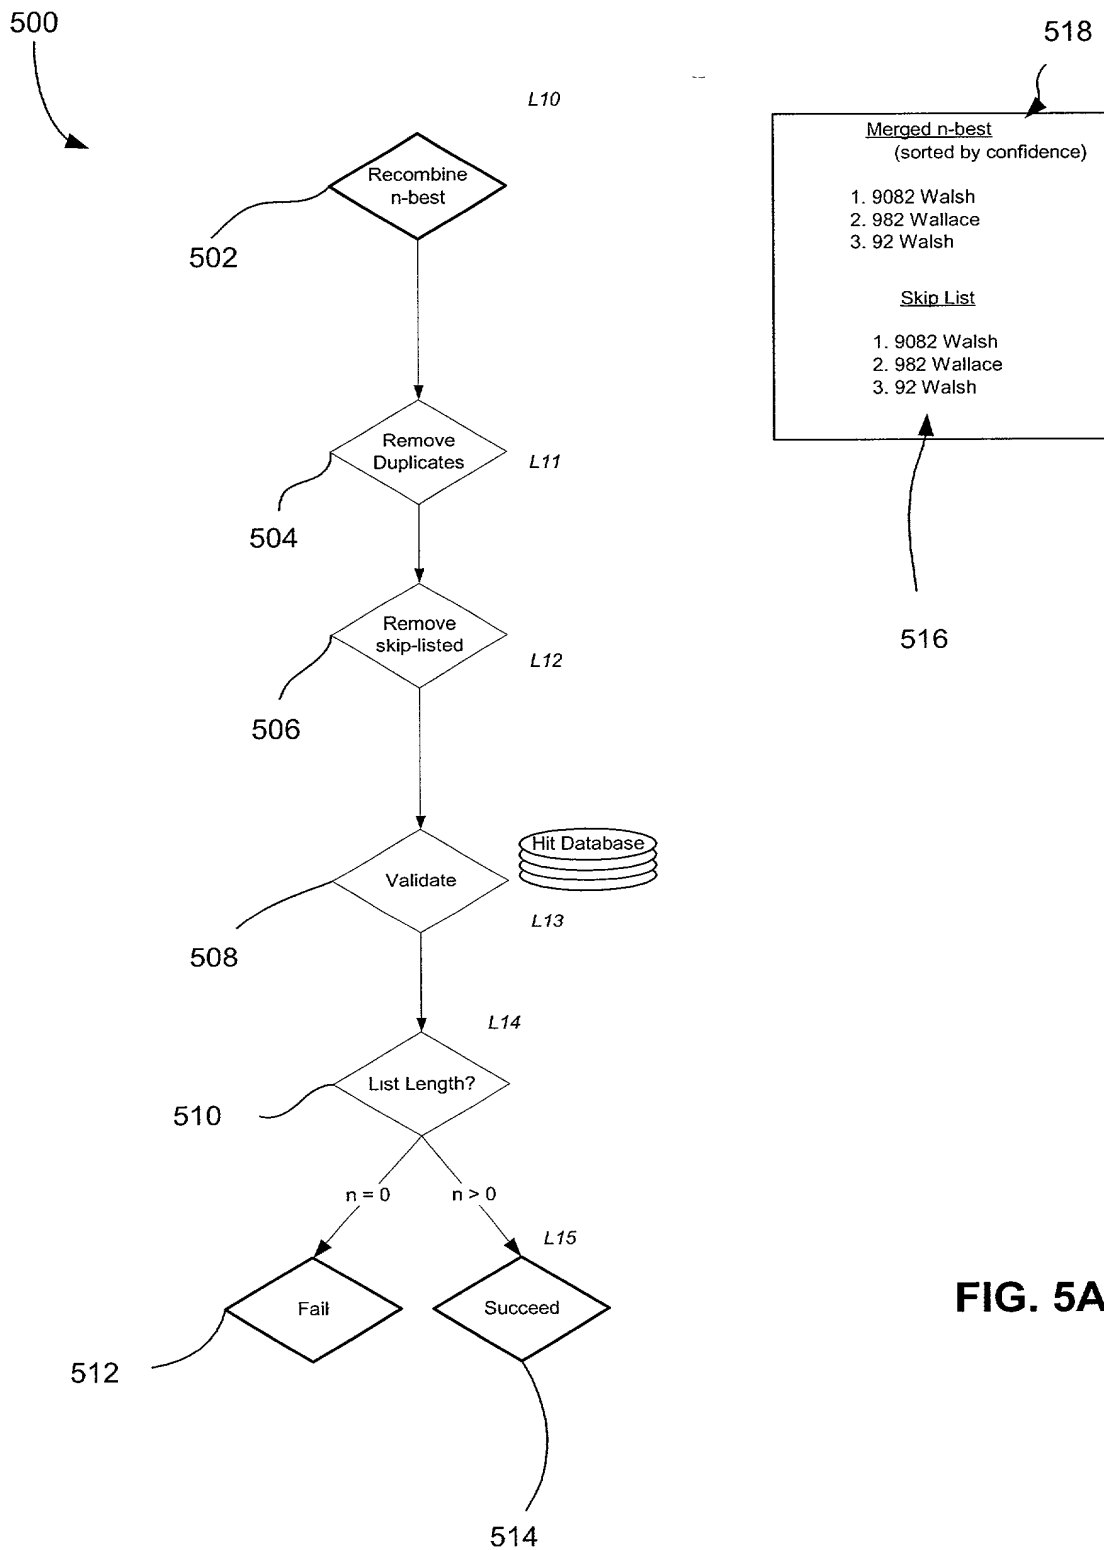 500
518
L10
Recombine
n-best
502
Merged n-best
(sorted by confidence)
1. 9082 Walsh
2. 982 Wallace
3. 92 Walsh
Skip List
1. 9082 Walsh
2. 982 Wallace
3. 92 Walsh
516
Remove
Duplicates
L11
504
Remove
skip-listed
L12
506
Hit Database
Validate
L13
508
L14
List Length?
510
n = 0
n > 0
L15
Fail
Succeed
512
514
FIG. 5A